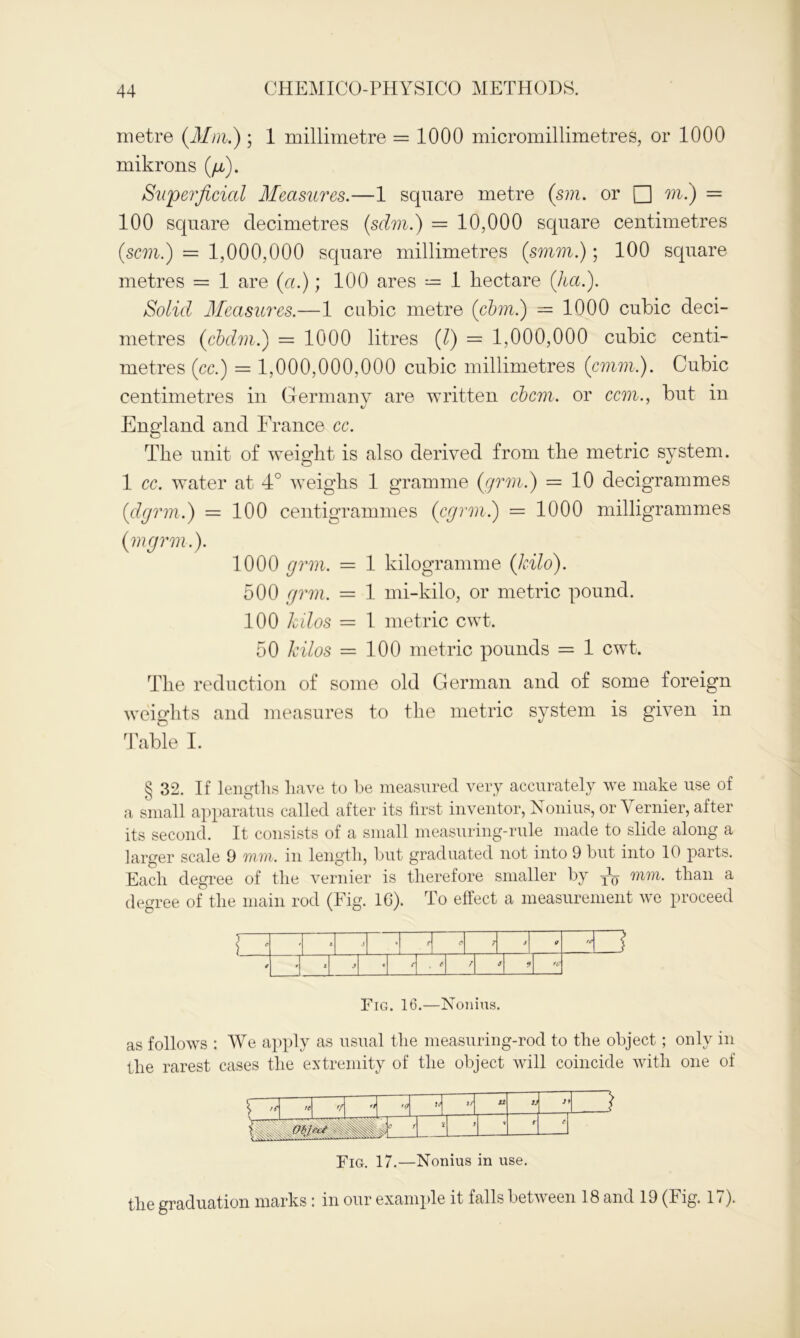 44 CHEMICO-PHYSICO METHODS.
metre (Mm.) ; 1 millimetre = 1000 micromillimetres, or 1000
mikrons (μ).
Superficial Measures.—1 square metre (sm. or □ m.) =
100 square decimetres (sdm.) = 10,000 square centimetres
(scm.) = 1,000,000 square millimetres (smm.) ; 100 square
metres = 1 are (a.) ; 100 ares = 1 hectare (ha.).
Solid Measures.—1 cubic metre (cbm.) = 1000 cubic deci-
metres (cbdm.) = 1000 litres (l) = 1,000,000 cubic centi-
metres (cc.) = 1,000,000,000 cubic millimetres (cmm.). Cubic
centimetres in Germany are written cbcm. or ccm., but in
England and France cc.
The unit of weight is also derived from the metric system.
1 cc. water at 4° weighs 1 gramme (grm.) = 10 decigrammes
(dgrm.) = 100 centigrammes (cgrm.) = 1000 milligrammes
(mgrm.).
1000 grm. = 1 kilogramme (kilo).
500 grm. = 1 mi-kilo, or metric pound.
100 kilos = 1 metric cwt.
50 kilos = 100 metric pounds = 1 cwt.
The reduction of some old German and of some foreign
weights and measures to the metric system is given in
Table I.
§ 32. If lengths have to be measured very accurately we make use of
a small apparatus called after its first inventor, Nonius, or Vernier, after
its second. It consists of a small measuring-rule made to slide along a
larger scale 9 mm. in length, but graduated not into 9 but into 10 parts.
Each degree of the vernier is therefore smaller by 1/10 mm. than a
degree of the main rod (Fig. 16). To effect a measurement we proceed
Fig. 16.—Nonius.
as follows : We apply as usual the measuring-rod to the object ; only in
the rarest cases the extremity of the object will coincide with one of
Object
Fig. 17.—Nonius in use.
the graduation marks : in our example it falls between 18 and 19 (Fig. 17).